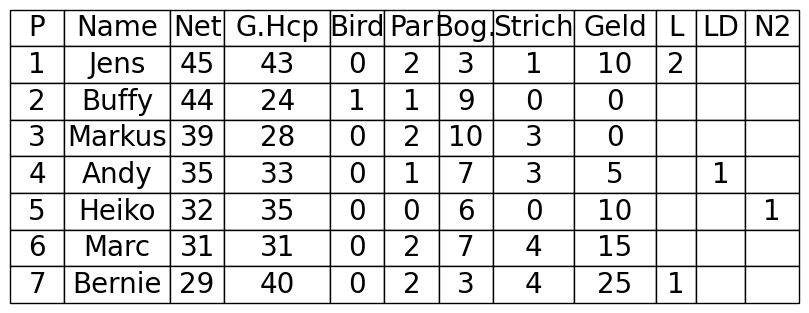 P Name Net G.Hcp Bird Par Bog. Strich Geld L LD N2
1 Jens 45 43 0 2 3 1 10 2
2 Buffy 44 24 1 1 9 0 0
3 Markus 39 28 0 2 10 3 0
4 Andy 35 33 0 1 7 3 5 1
5 Heiko 32 35 0 0 6 0 10 1
6 Marc 31 31 0 2 7 4 15
7 Bernie 29 40 0 2 3 4 25 1